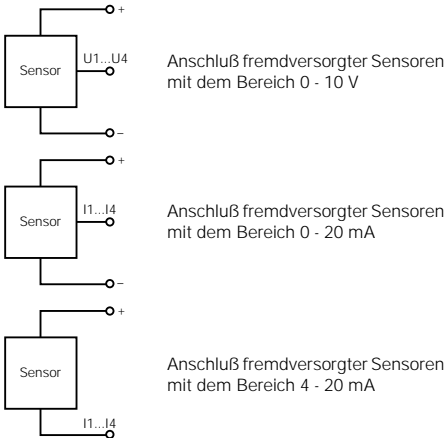 +
Sensor
U1...U4
Anschluß fremdversorgter Sensoren
mit dem Bereich 0 - 10 V
–
+
Sensor
I1...I4
Anschluß fremdversorgter Sensoren
mit dem Bereich 0 - 20 mA
–
+
Sensor
Anschluß fremdversorgter Sensoren
mit dem Bereich 4 - 20 mA
I1...I4